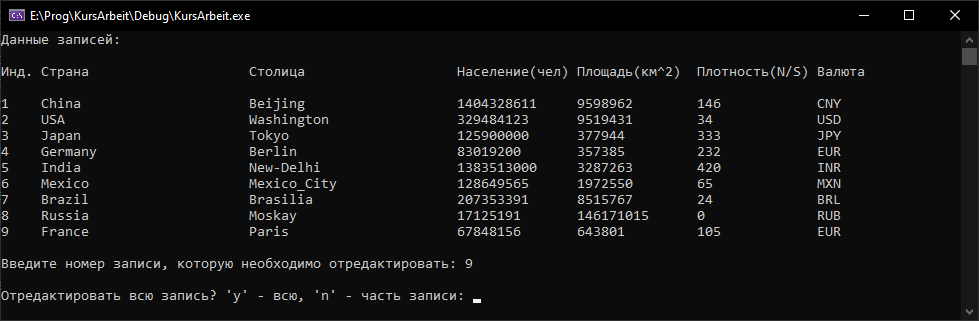 E:\Prog\KursArbeit\Debug\KursArbeit.exe
Данные записей:
Инд. Страна Столица Население(чел) Площадь(км^2) Плотность(N/S) Валюта
1 China Beijing 1404328611 9598962 146 CNY
2 USA Washington 329484123 9519431 34 USD
3 Japan Tokyo 125900000 377944 333 JPY
4 Germany Berlin 83019200 357385 232 EUR
5 India New-Delhi 1383513000 3287263 420 INR
6 Mexico Mexico_City 128649565 1972550 65 MXN
7 Brazil Brasilia 207353391 8515767 24 BRL
8 Russia Moskay 17125191 146171015 0 RUB
9 France Paris 67848156 643801 105 EUR
Введите номер записи, которую необходимо отредактировать: 9
Отредактировать всю запись? 'y' - всю, 'n' - часть записи: